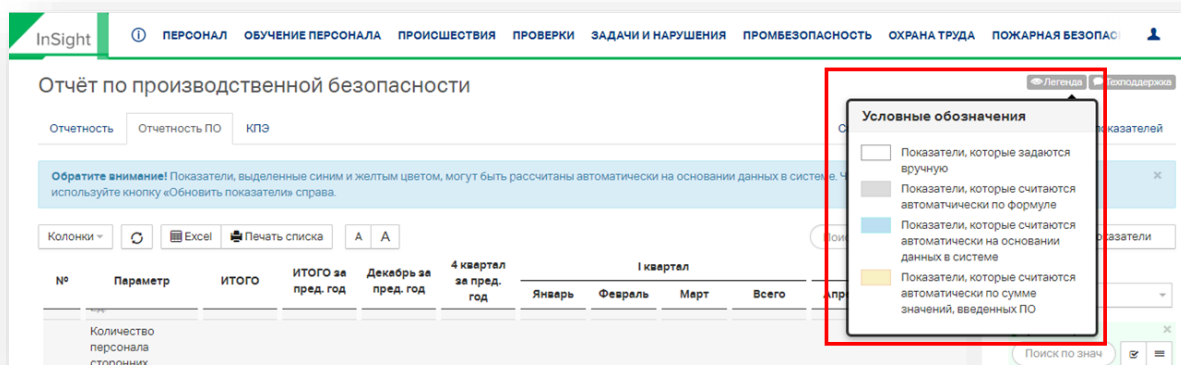 InSight
ПЕРСОНАЛ ОБУЧЕНИЕ ПЕРСОНАЛА ПРОИСШЕСТВИЯ ПРОВЕРКИ ЗАДАЧИ И НАРУШЕНИЯ ПРОМБЕЗОПАСНОСТЬ ОХРАНА ТРУДА ПОЖАРНАЯ БЕЗОПАС
Отчёт по производственной безопасности
Легенда Техподдержка
Отчетность Отчетность ПО КПЭ
показателей
Обратите внимание! Показатели, выделенные синим и желтым цветом, могут быть рассчитаны автоматически на основании данных в системе. Ч
используйте кнопку «Обновить показатели» справа.
Условные обозначения
Показатели, которые задаются
вручную
Показатели, которые считаются
автоматчически по формуле
Показатели, которые считаются
автоматически на основании
данных в системе
Показатели, которые считаются
автоматически по сумме
значений, введенных ПО
Колонки Excel Печать списка А А
Поис
№ Параметр ИТОГО
ИТОГО за
пред. год
Декабрь за
пред. год
4 квартал
за пред.
год
I квартал
Январь Февраль Март Всего Апр
Количество
персонала
сторонних
Поиск по знач